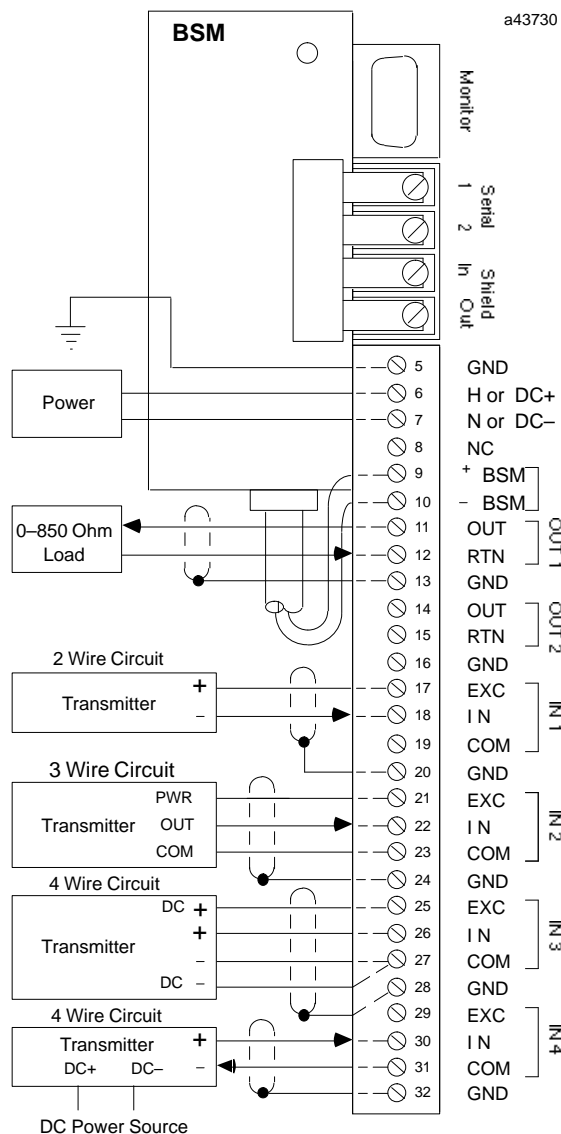 a43730
BSM
Monitor
Serial
1
2
Shield
In
Out
5 GND
Power
6 H or DC+
7 N or DC–
8 NC
9 + BSM
10 – BSM
0–850 Ohm
Load
11 OUT
12 RTN
OUT 1
13 GND
14 OUT
15 RTN
OUT 2
16 GND
2 Wire Circuit
Transmitter
+
–
17 EXC
18 IN
19 COM
IN 1
20 GND
3 Wire Circuit
Transmitter
PWR
OUT
COM
21 EXC
22 IN
23 COM
IN 2
24 GND
4 Wire Circuit
Transmitter
DC +
+
–
DC –
25 EXC
26 IN
27 COM
IN 3
28 GND
4 Wire Circuit
Transmitter
+
–
DC+ DC–
29 EXC
30 IN
31 COM
IN 4
32 GND
DC Power Source